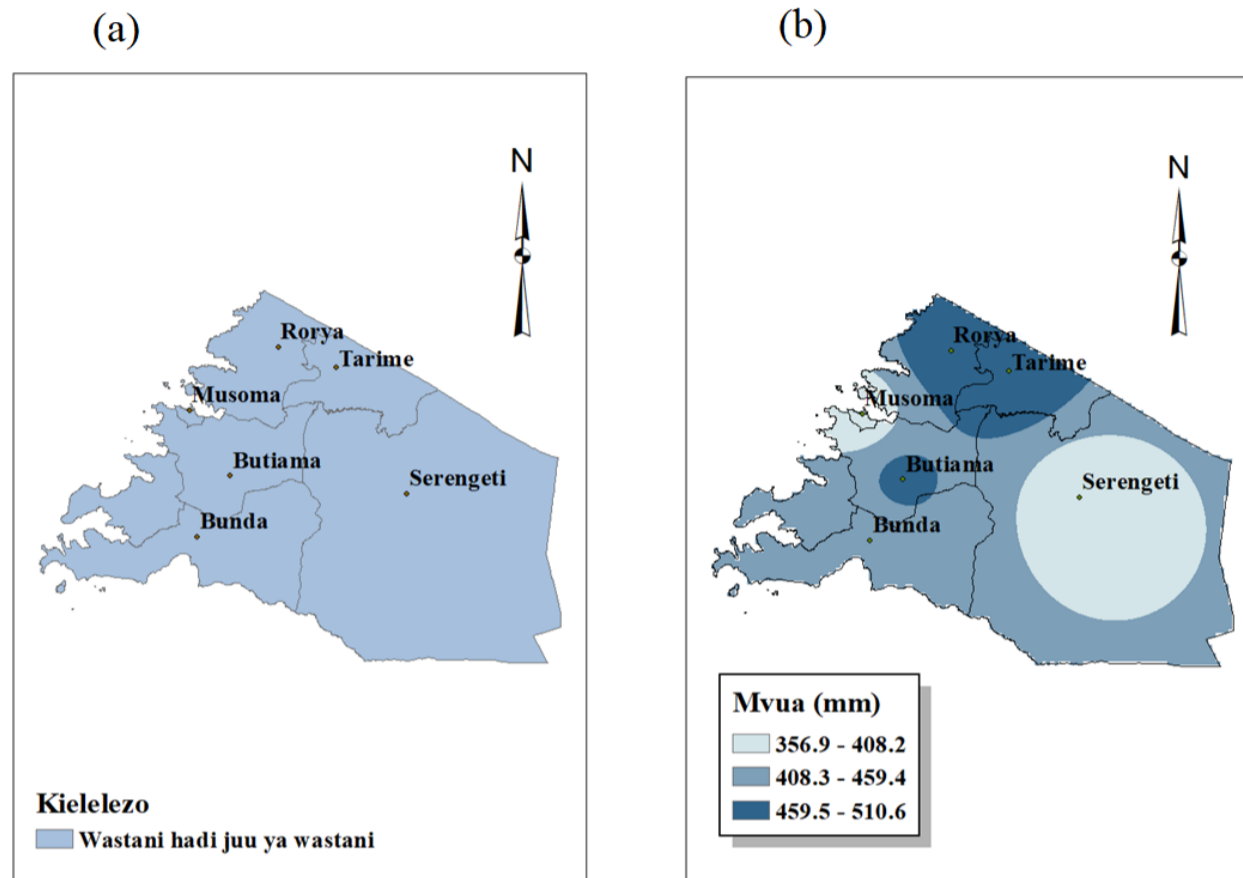 (a)
N
Rorya
Tarime
Musoma
Butiama
Serengeti
Bunda
Kielelezo
Wastani hadi juu ya wastani
(b)
N
Rorya
Tarime
Musoma
Butiama
Serengeti
Bunda
Mvua (mm)
356.9 - 408.2
408.3 - 459.4
459.5 - 510.6